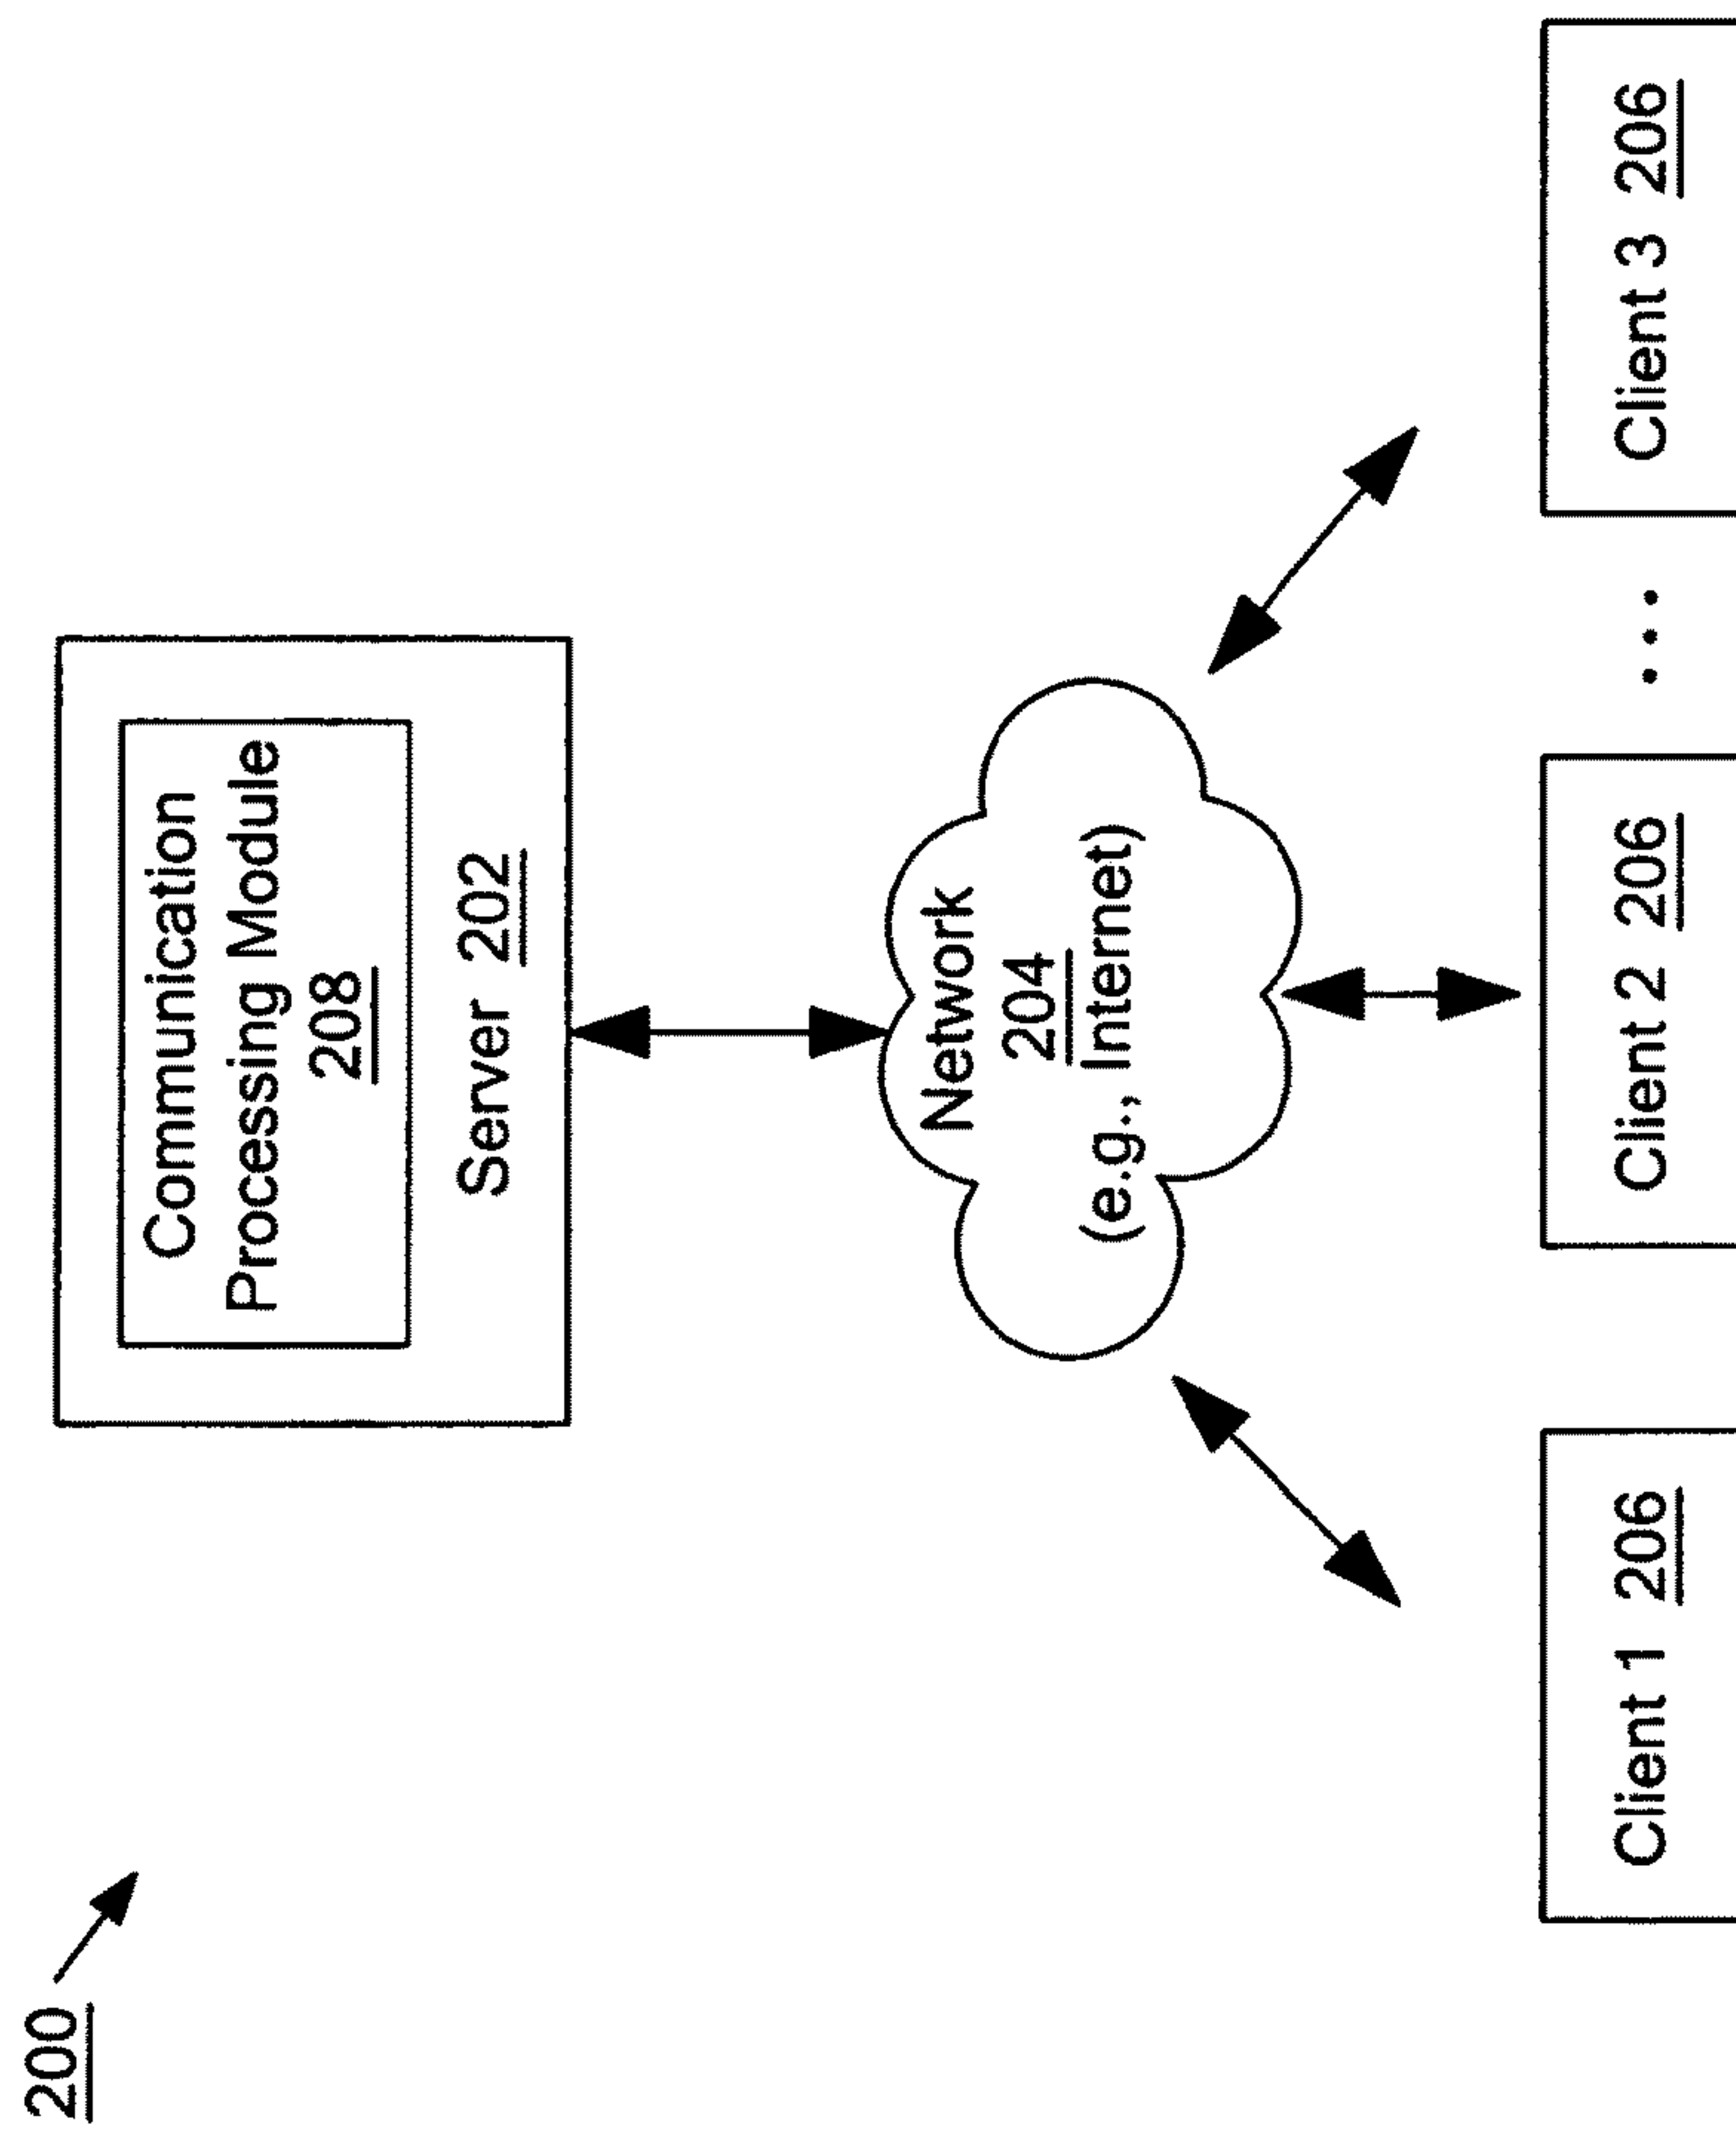 200
Communication
Processing Module
208
Server 202
Network
204
(e.g., Internet)
Client 1 206
Client 2 206
...
Client 3 206